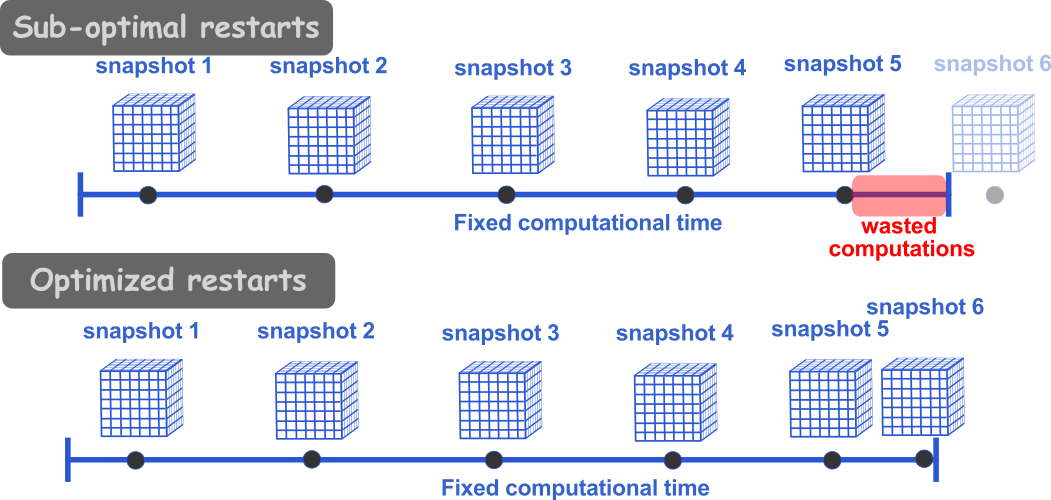 Sub-optimal restarts
snapshot 1
snapshot 2
snapshot 3
snapshot 4
snapshot 5
snapshot 6
Fixed computational time
wasted
computations
Optimized restarts
snapshot 1
snapshot 2
snapshot 3
snapshot 4
snapshot 5
snapshot 6
Fixed computational time